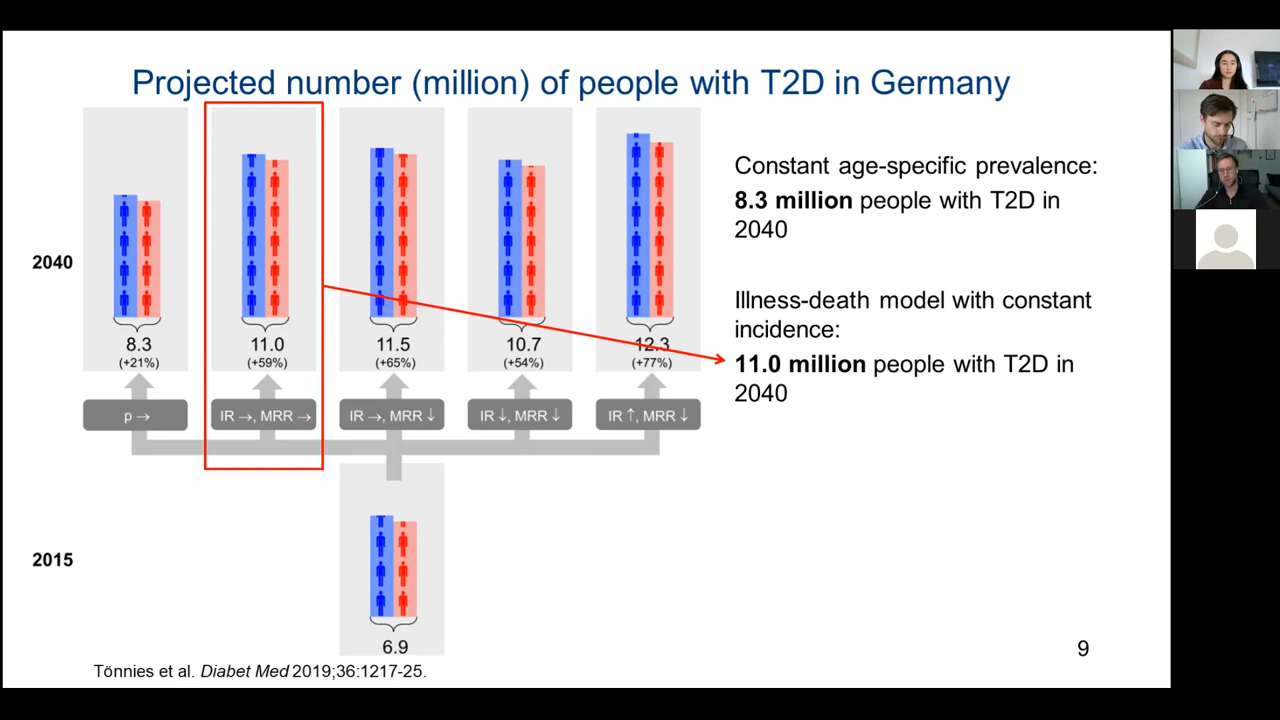 Projected number (million) of people with T2D in Germany
2040
8.3
(+21%)
11.0
(+59%)
11.5
(+65%)
10.7
(+54%)
12.3
(+77%)
p →
IR →, MRR →
IR →, MRR ↓
IR ↓, MRR ↓
IR ↑, MRR ↓
2015
6.9
Constant age-specific prevalence:
8.3 million people with T2D in
2040
Illness-death model with constant
incidence:
11.0 million people with T2D in
2040
Tönnies et al. Diabet Med 2019;36:1217-25.
9